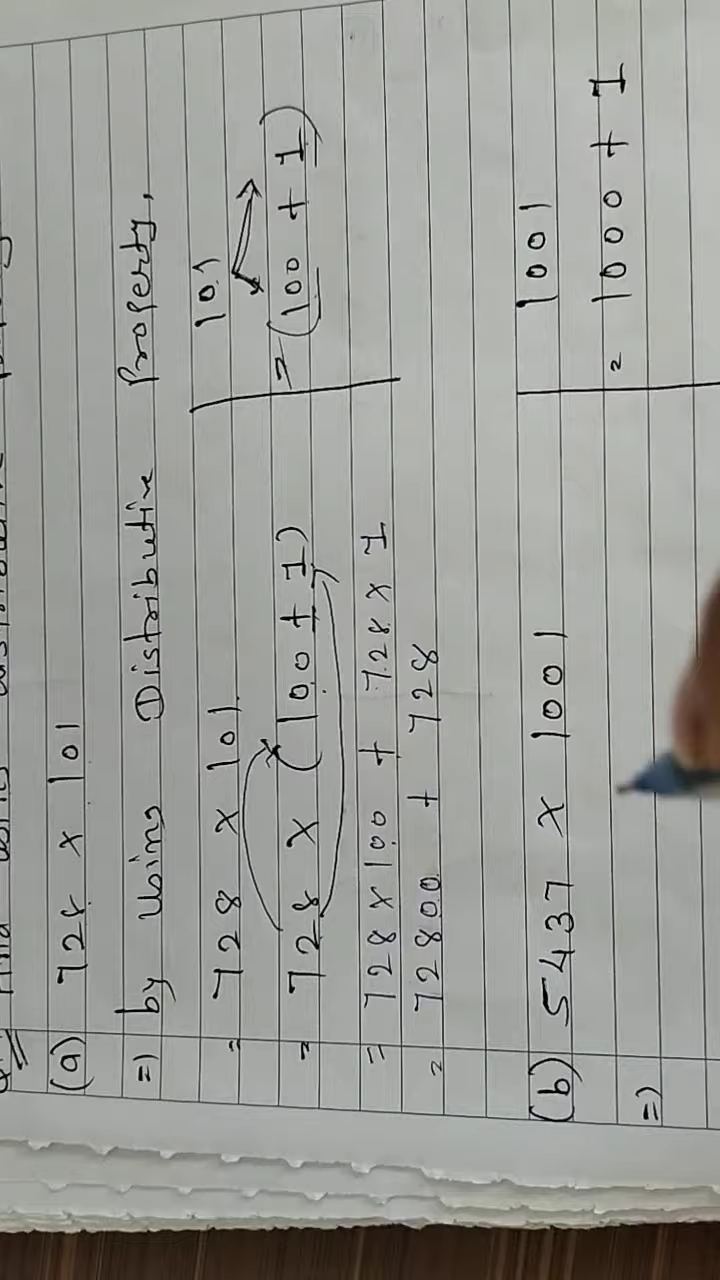 (a) 728 x 101
=) by using Distributive Property,
= 728 x 101
101
= 728 x (100 + 1)
= (100 + 1)
= 728 x 100 + 728 x 1
= 72800 + 728
(b) 5437 x 1001
1001
=)
= 1000 + 1